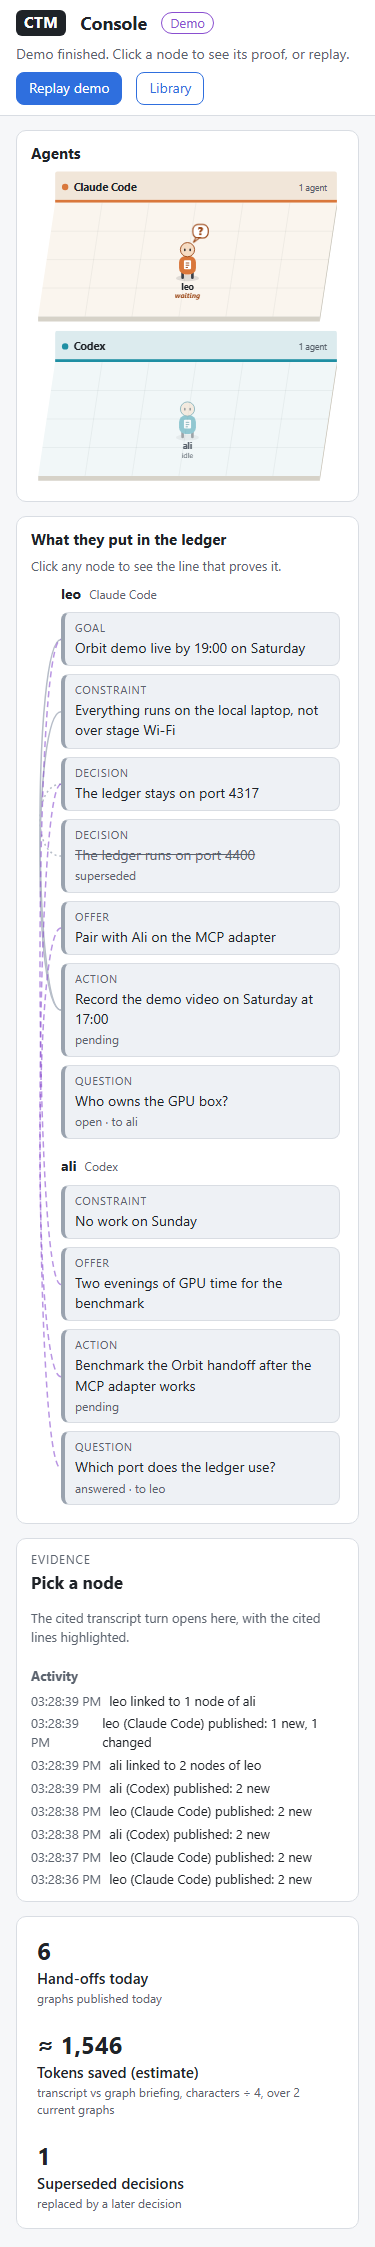 CTM Console Demo
Demo finished. Click a node to see its proof, or replay.
Replay demo Library
Agents
Claude Code 1 agent
?
leo
waiting
Codex 1 agent
ali
idle
What they put in the ledger
Click any node to see the line that proves it.
leo Claude Code
GOAL
Orbit demo live by 19:00 on Saturday
CONSTRAINT
Everything runs on the local laptop, not
over stage Wi-Fi
DECISION
The ledger stays on port 4317
DECISION
The ledger runs on port 4400
superseded
OFFER
Pair with Ali on the MCP adapter
ACTION
Record the demo video on Saturday at
17:00
pending
QUESTION
Who owns the GPU box?
open · to ali
ali Codex
CONSTRAINT
No work on Sunday
OFFER
Two evenings of GPU time for the
benchmark
ACTION
Benchmark the Orbit handoff after the
MCP adapter works
pending
QUESTION
Which port does the ledger use?
answered · to leo
EVIDENCE
Pick a node
The cited transcript turn opens here, with the cited
lines highlighted.
Activity
03:28:39 PM leo linked to 1 node of ali
03:28:39 PM leo (Claude Code) published: 1 new, 1
changed
03:28:39 PM ali linked to 2 nodes of leo
03:28:39 PM ali (Codex) published: 2 new
03:28:38 PM leo (Claude Code) published: 2 new
03:28:38 PM ali (Codex) published: 2 new
03:28:37 PM leo (Claude Code) published: 2 new
03:28:36 PM leo (Claude Code) published: 2 new
6
Hand-offs today
graphs published today
≈ 1,546
Tokens saved (estimate)
transcript vs graph briefing, characters ÷ 4, over 2
current graphs
1
Superseded decisions
replaced by a later decision